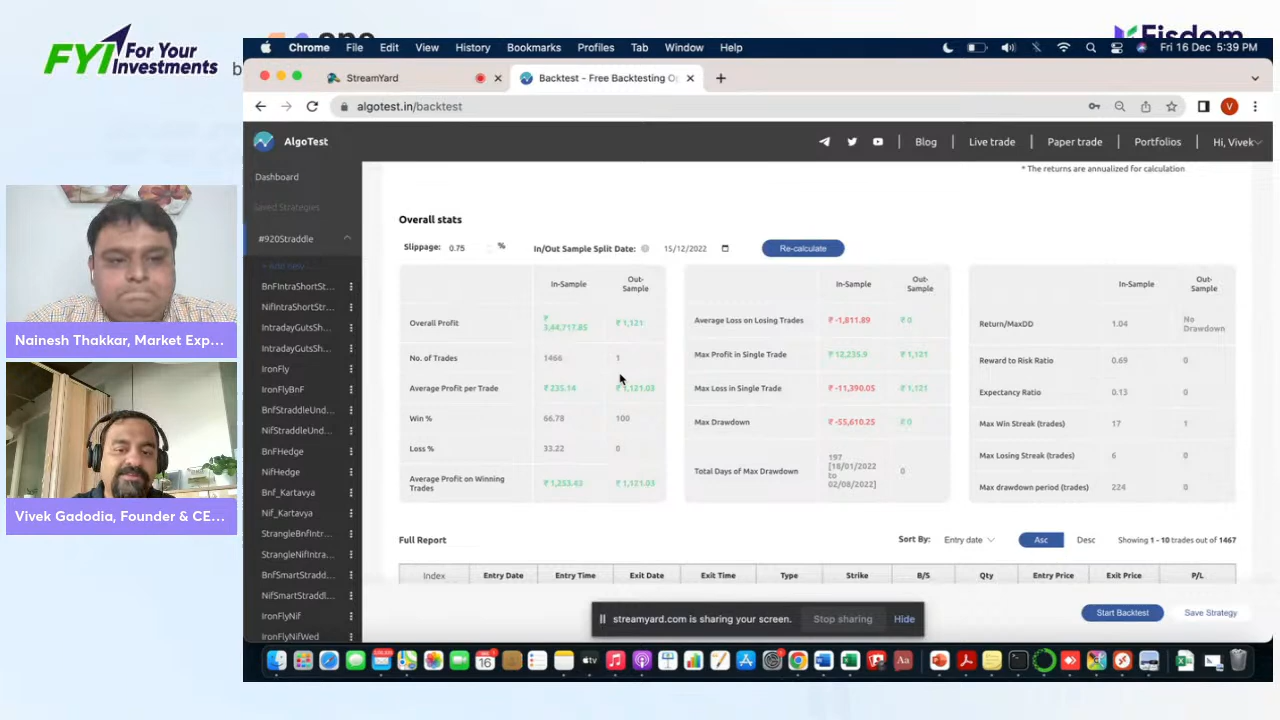 FYI For Your Investments
Fisdom
Chrome File Edit View History Bookmarks Profiles Tab Window Help
Fri 16 Dec 5:39 PM
StreamYard
Backtest - Free Backtesting Op
algotest.in/backtest
V
AlgoTest
Blog
Live trade
Paper trade
Portfolios
Hi, Vivek
Dashboard
Saved Strategies
#920Straddle
+ Add new
BnFIntraShortSt...
NifIntraShortStr...
IntradayGutsSh...
IntradayGutsSh...
IronFly
IronFlyBnF
BnfStraddleUnd...
NifStraddleUnd...
BnFHedge
NifHedge
Bnf_Kartavya
Nif_Kartavya
StrangleBnfIntr...
StrangleNifIntra...
BnfSmartStradd...
NifSmartStraddl...
IronFlyNif
IronFlyNifWed
* The returns are annualized for calculation
Overall stats
Slippage: 0.75 %
In/Out Sample Split Date: 15/12/2022
Re-calculate
In-Sample Out-Sample
Overall Profit ₹ 3,44,717.85 ₹ 1,121
No. of Trades 1466 1
Average Profit per Trade ₹ 235.14 ₹ 1,121.03
Win % 66.78 100
Loss % 33.22 0
Average Profit on Winning Trades ₹ 1,253.43 ₹ 1,121.03
In-Sample Out-Sample
Average Loss on Losing Trades ₹ -1,811.89 ₹ 0
Max Profit in Single Trade ₹ 12,235.9 ₹ 1,121
Max Loss in Single Trade ₹ -11,390.05 ₹ -1,121
Max Drawdown ₹ -55,610.25 ₹ 0
Total Days of Max Drawdown 197 [18/01/2022 to 02/08/2022] 0
In-Sample Out-Sample
Return/MaxDD 1.04 No Drawdown
Reward to Risk Ratio 0.69 0
Expectancy Ratio 0.13 0
Max Win Streak (trades) 17 1
Max Losing Streak (trades) 6 0
Max drawdown period (trades) 224 0
Full Report
Sort By: Entry date Asc Desc Showing 1 - 10 trades out of 1467
Index Entry Date Entry Time Exit Date Exit Time Type Strike B/S Qty Entry Price Exit Price P/L
streamyard.com is sharing your screen. Stop sharing Hide
Start Backtest
Save Strategy
Nainesh Thakkar, Market Exp...
Vivek Gadodia, Founder & CE...